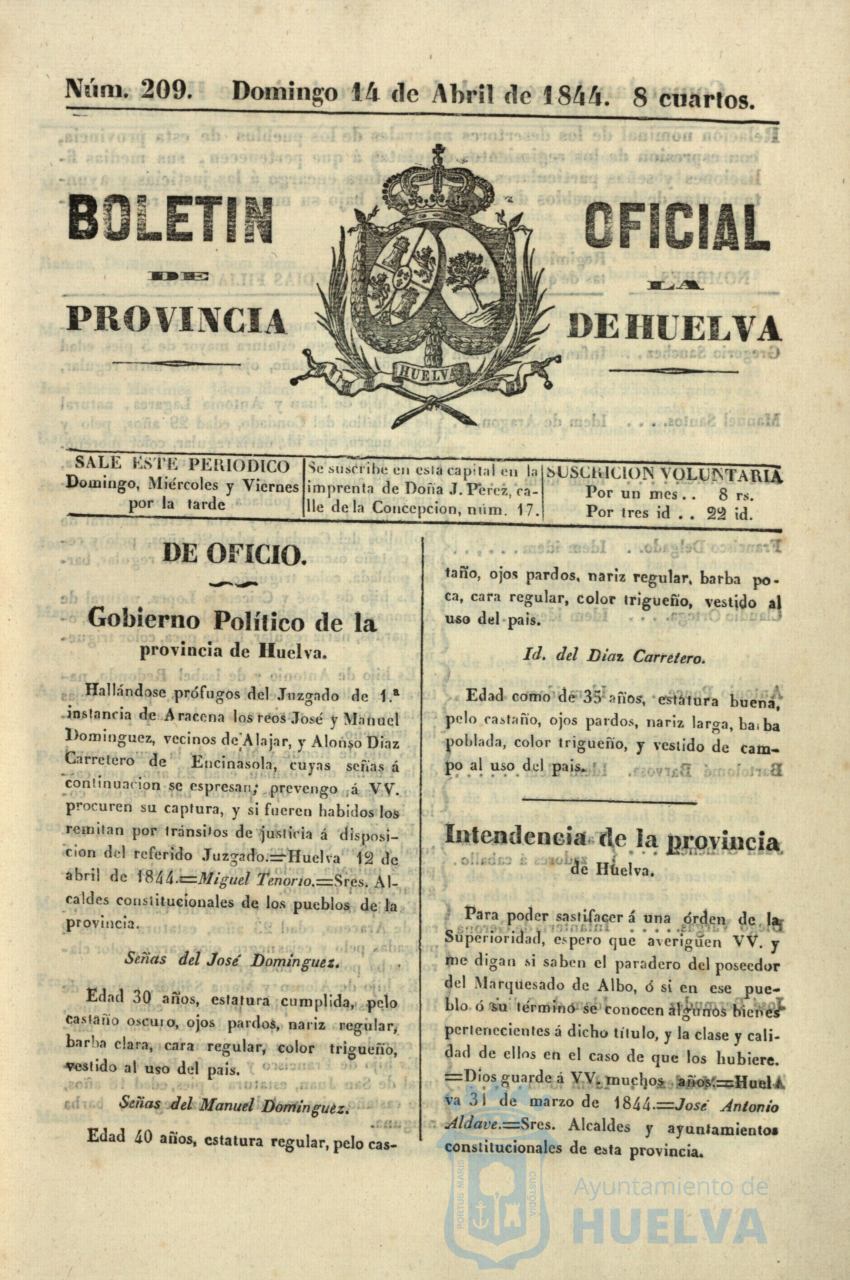 Núm. 209. Domingo 14 de Abril de 1844. 8 cuartos.
BOLETIN OFICIAL
DE LA
PROVINCIA DE HUELVA
HUELVA
SALE ESTE PERIODICO
Domingo, Miércoles y Viernes
por la tarde
Se suscribe en esta capital en la
imprenta de Doña J. Perez, ca-
lle de la Concepcion, núm. 17.
SUSCRICION VOLUNTARIA
Por un mes . . 8 rs.
Por tres id . . 22 id.
DE OFICIO.
Gobierno Político de la
provincia de Huelva.
Hallándose prófugos del Juzgado de 1.ª
instancia de Aracena los reos José y Manuel
Dominguez, vecinos de Alajar, y Alonso Diaz
Carretero de Encinasola, cuyas señas á
continuacion se espresan; prevengo á VV.
procuren su captura, y si fueren habidos los
remitan por tránsitos de justicia á disposi-
cion del referido Juzgado.=Huelva 12 de
abril de 1844.=Miguel Tenorio.=Sres. Al-
caldes constitucionales de los pueblos de la
provincia.
Señas del José Dominguez.
Edad 30 años, estatura cumplida, pelo
castaño oscuro, ojos pardos, nariz regular,
barba clara, cara regular, color trigueño,
vestido al uso del pais.
Señas del Manuel Dominguez.
Edad 40 años, estatura regular, pelo cas-
taño, ojos pardos, nariz regular, barba po-
ca, cara regular, color trigueño, vestido al
uso del pais.
Id. del Diaz Carretero.
Edad como de 35 años, estatura buena,
pelo castaño, ojos pardos, nariz larga, barba
poblada, color trigueño, y vestido de cam-
po al uso del pais.
Intendencia de la provincia
de Huelva.
Para poder sastifacer á una órden de la
Superioridad, espero que averigüen VV. y
me digan si saben el paradero del poseedor
del Marquesado de Albo, ó si en ese pue-
blo ó su término se conocen algunos bienes
pertenecientes á dicho título, y la clase y cali-
dad de ellos en el caso de que los hubiere.
=Dios guarde á VV. muchos años.=Huel
va 31 de marzo de 1844.=José Antonio
Aldave.=Sres. Alcaldes y ayuntamientos
constitucionales de esta provincia.
PORTUS MARIS
CUSTODIA
Ayuntamiento de
HUELVA